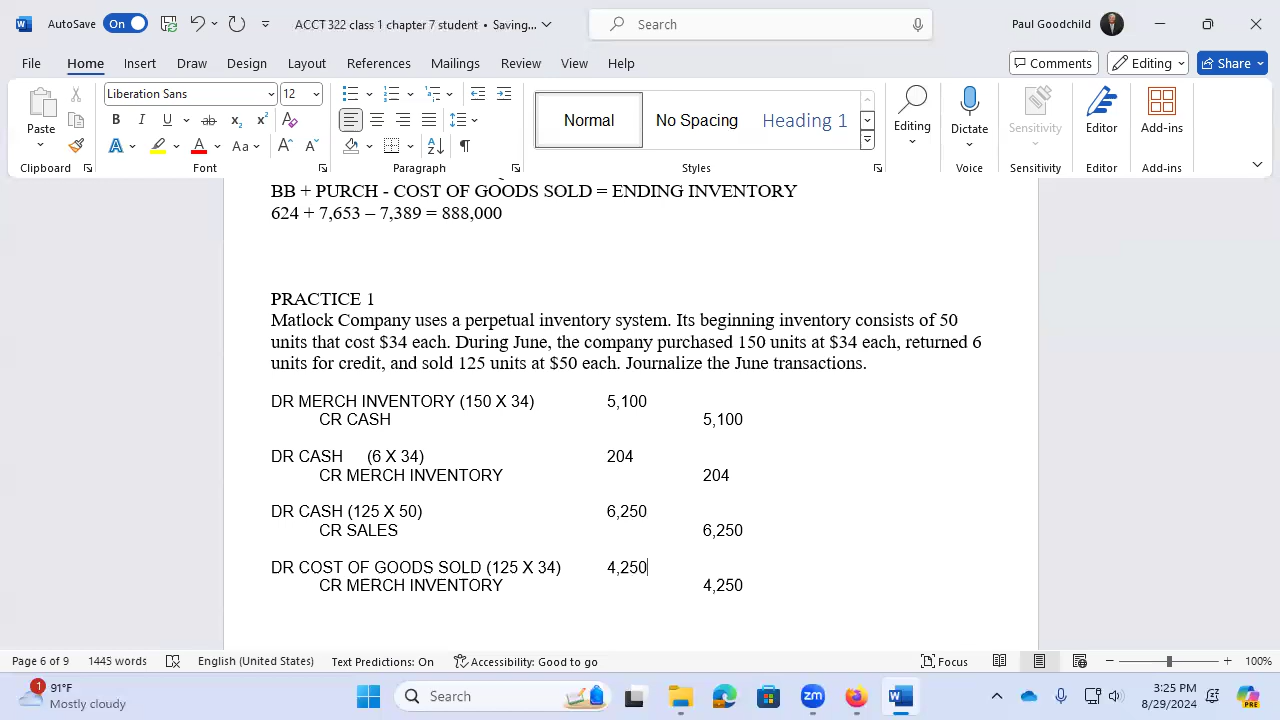 AutoSave On ACCT 322 class 1 chapter 7 student • Saving... Search Paul Goodchild
File Home Insert Draw Design Layout References Mailings Review View Help Comments Editing Share
Liberation Sans 12 Normal No Spacing Heading 1
Paste Editing Dictate Sensitivity Editor Add-ins
Clipboard Font Paragraph Styles Voice Sensitivity Editor Add-ins
BB + PURCH - COST OF GOODS SOLD = ENDING INVENTORY
624 + 7,653 – 7,389 = 888,000
PRACTICE 1
Matlock Company uses a perpetual inventory system. Its beginning inventory consists of 50
units that cost $34 each. During June, the company purchased 150 units at $34 each, returned 6
units for credit, and sold 125 units at $50 each. Journalize the June transactions.
DR MERCH INVENTORY (150 X 34) 5,100
CR CASH 5,100
DR CASH (6 X 34) 204
CR MERCH INVENTORY 204
DR CASH (125 X 50) 6,250
CR SALES 6,250
DR COST OF GOODS SOLD (125 X 34) 4,250
CR MERCH INVENTORY 4,250
Page 6 of 9 1445 words English (United States) Text Predictions: On Accessibility: Good to go Focus 100%
1 91°F Search zm 3:25 PM PRE
Mostly cloudy 8/29/2024